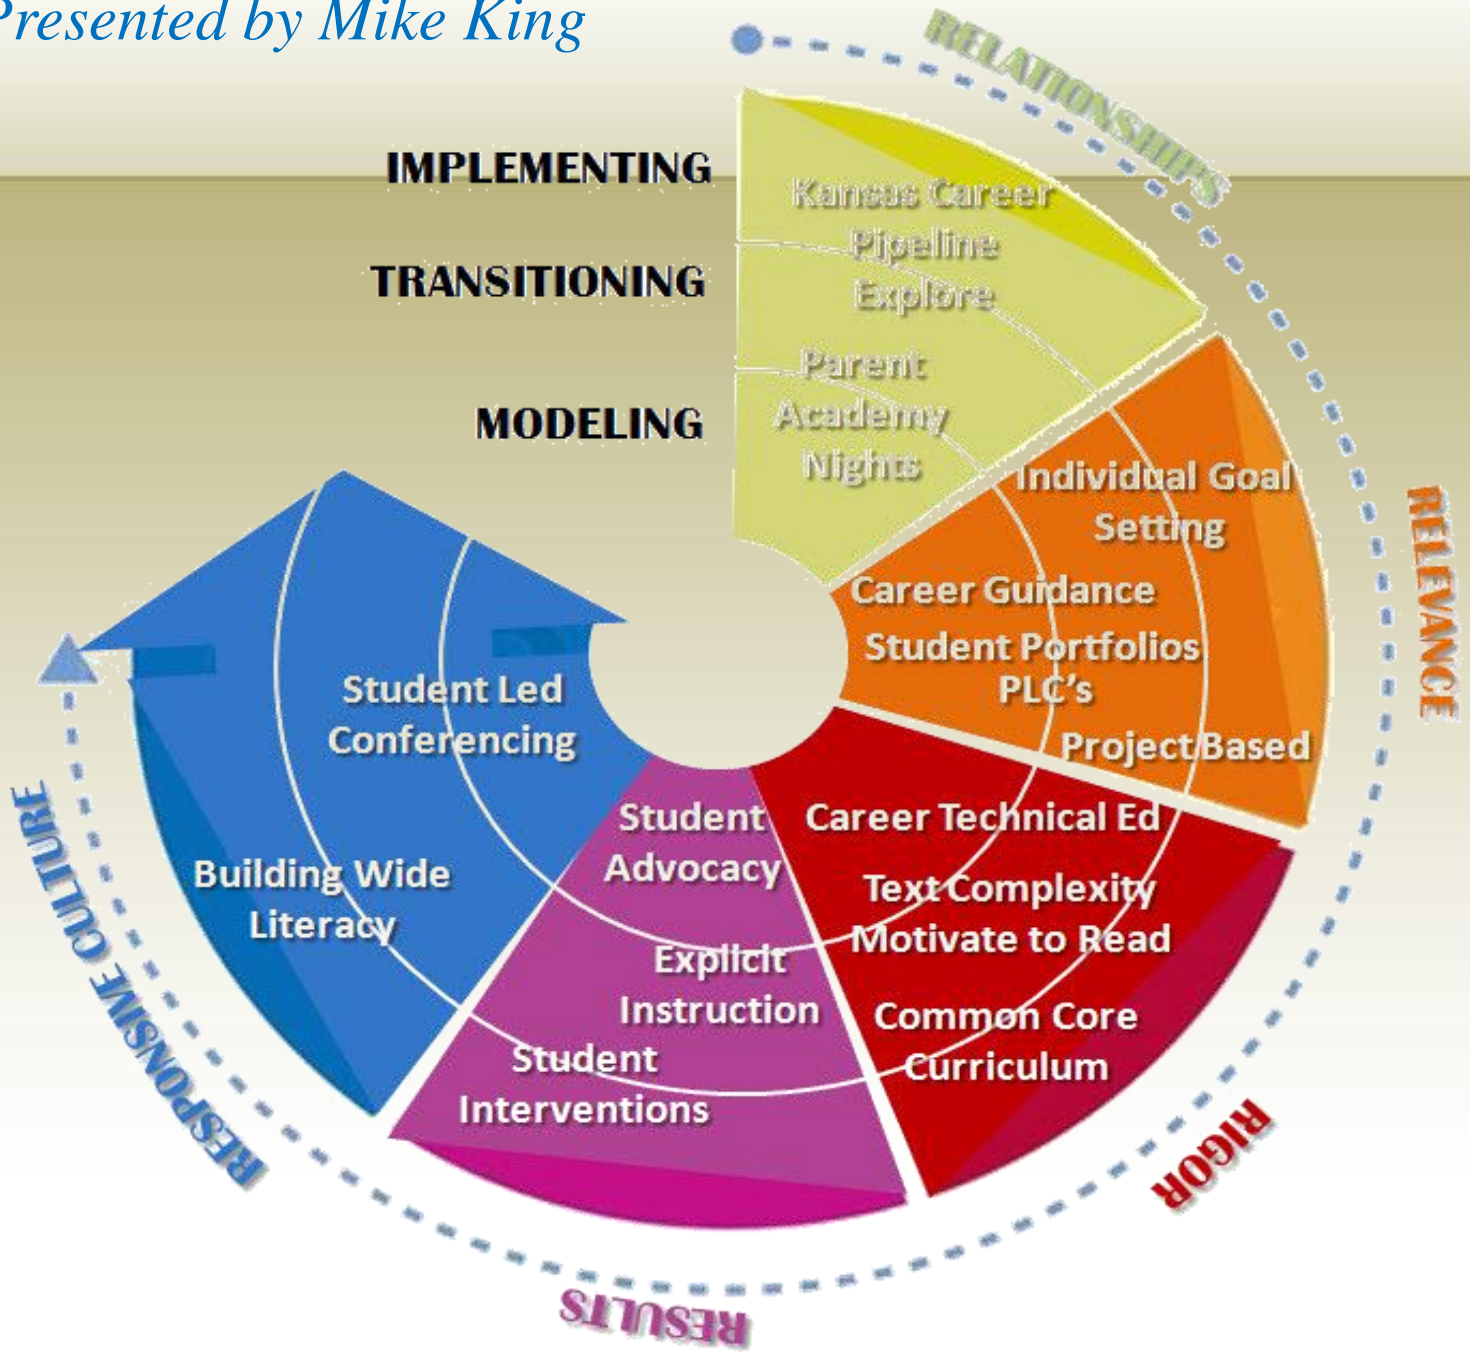 Presented by Mike King
RELATIONSHIPS
IMPLEMENTING
TRANSITIONING
MODELING
Kansas Career
Pipeline
Explore
Parent
Academy
Nights
RELEVANCE
Individual Goal
Setting
Career Guidance
Student Portfolios
PLC's
Project Based
RIGOR
Career Technical Ed
Text Complexity
Motivate to Read
Common Core
Curriculum
RESULTS
Student
Advocacy
Explicit
Instruction
Student
Interventions
RESPONSIVE CULTURE
Student Led
Conferencing
Building Wide
Literacy